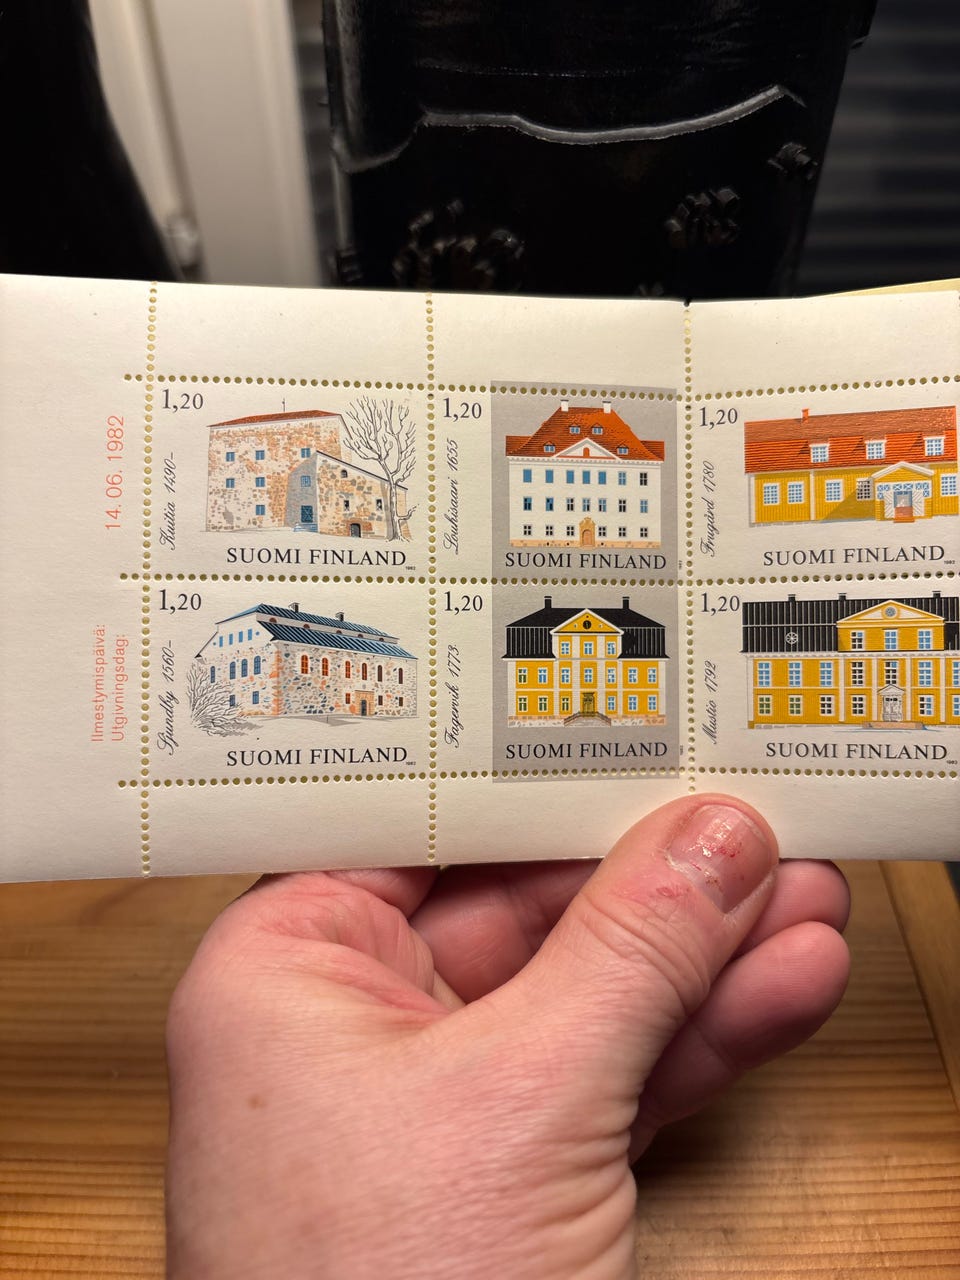 14.06.1982
Ilmestymispäivä:
Utgivningsdag:
1,20
Kuitia 1490–
SUOMI FINLAND
1982
1,20
Louhisaari 1655
SUOMI FINLAND
1982
1,20
Frugård 1780
SUOMI FINLAND
1982
1,20
Sjundby 1560–
SUOMI FINLAND
1982
1,20
Fagervik 1773
SUOMI FINLAND
1982
1,20
Mustio 1792
SUOMI FINLAND
1982